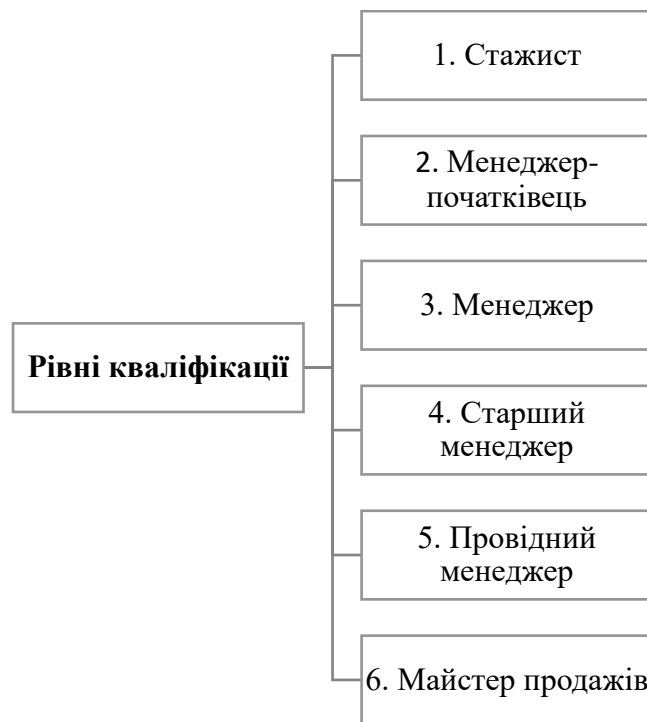 1. Стажист
2. Менеджер-
початківець
3. Менеджер
Рівні кваліфікації
4. Старший
менеджер
5. Провідний
менеджер
6. Майстер продажів